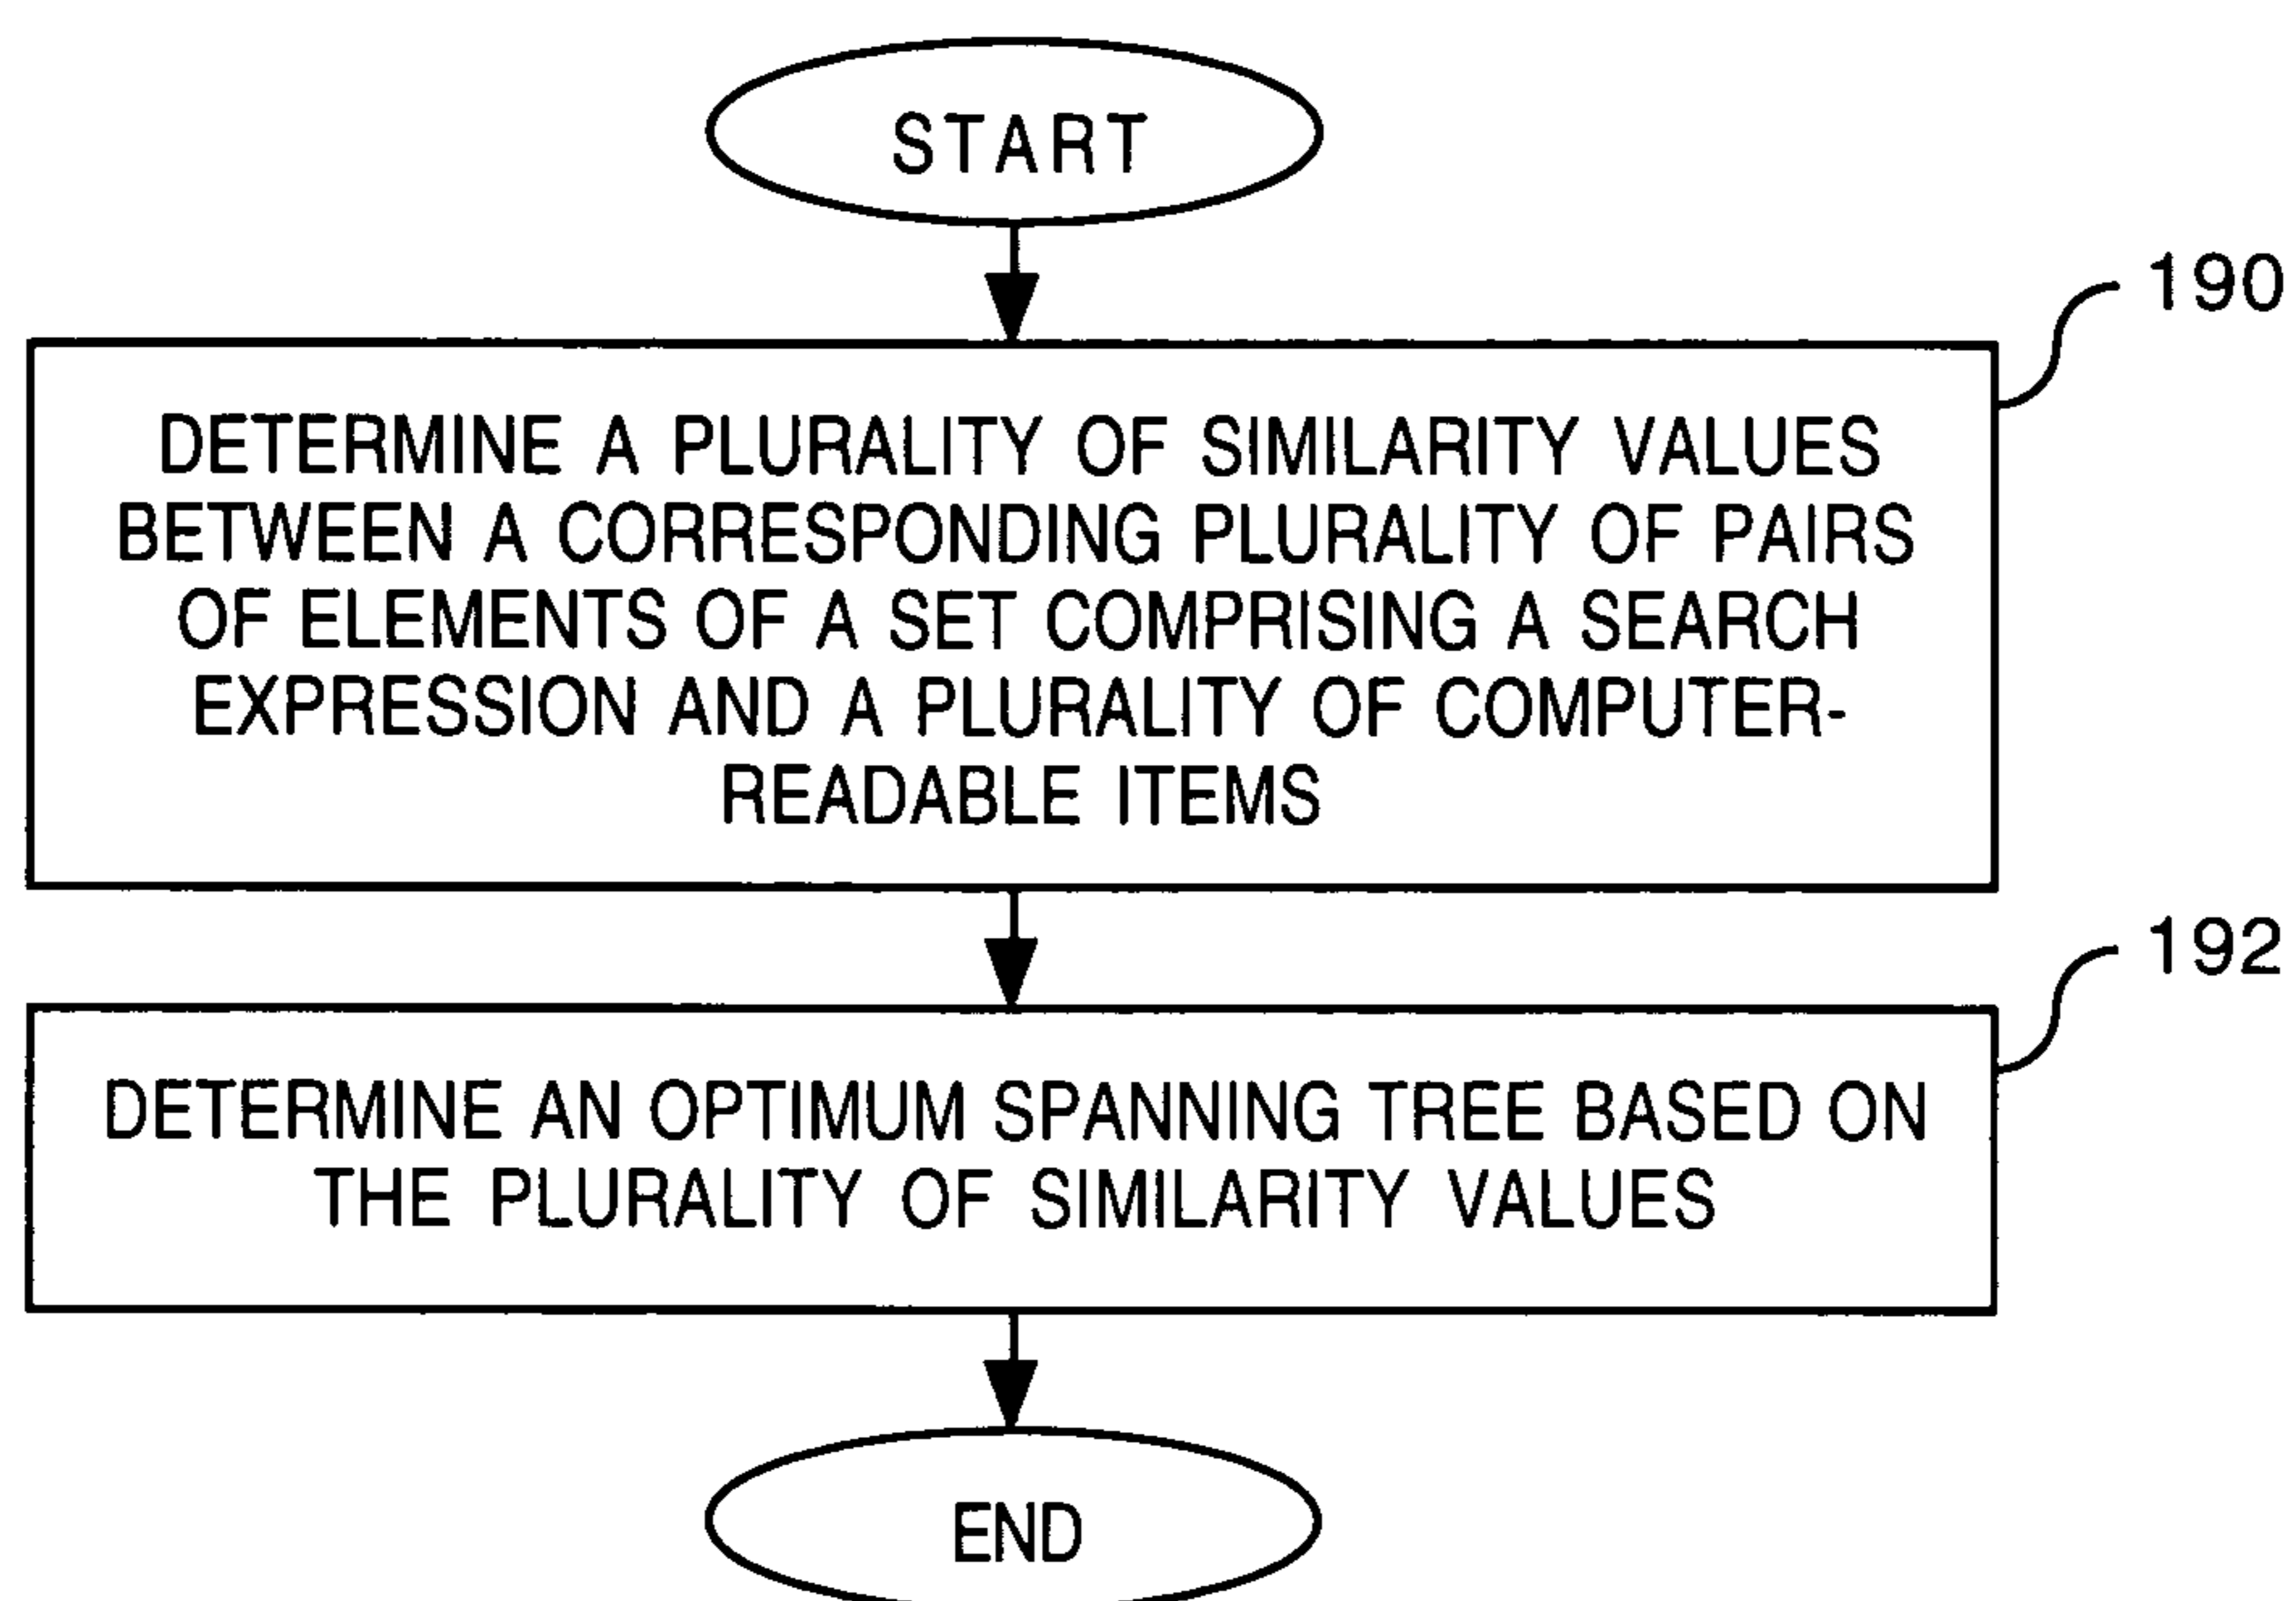 START
190
DETERMINE A PLURALITY OF SIMILARITY VALUES
BETWEEN A CORRESPONDING PLURALITY OF PAIRS
OF ELEMENTS OF A SET COMPRISING A SEARCH
EXPRESSION AND A PLURALITY OF COMPUTER-
READABLE ITEMS
192
DETERMINE AN OPTIMUM SPANNING TREE BASED ON
THE PLURALITY OF SIMILARITY VALUES
END